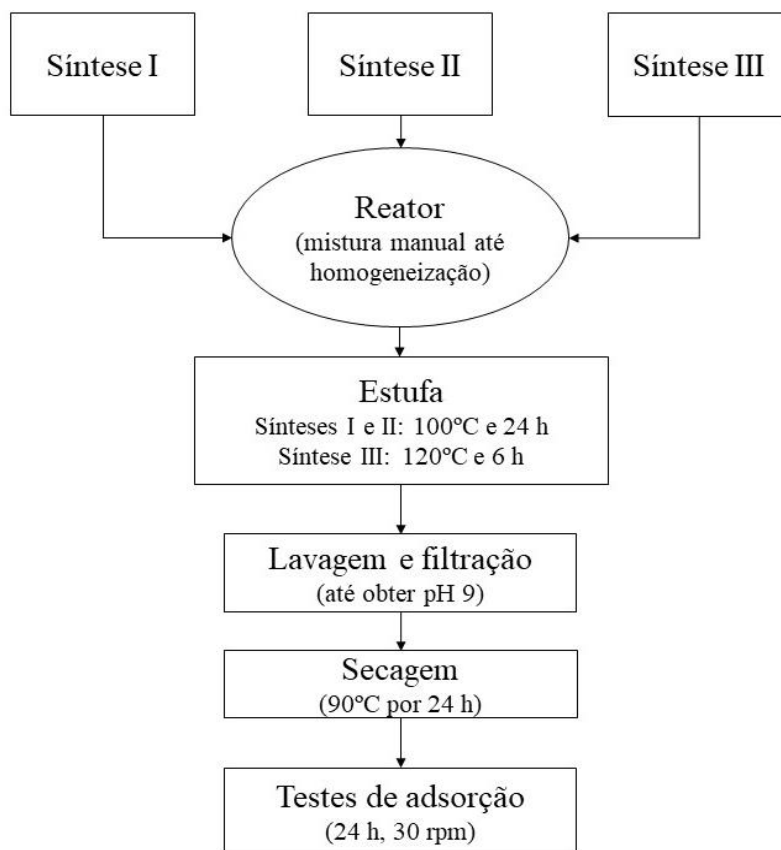 Síntese I
Síntese II
Síntese III
Reator
(mistura manual até
homogeneização)
Estufa
Sínteses I e II: 100ºC e 24 h
Síntese III: 120ºC e 6 h
Lavagem e filtração
(até obter pH 9)
Secagem
(90ºC por 24 h)
Testes de adsorção
(24 h, 30 rpm)